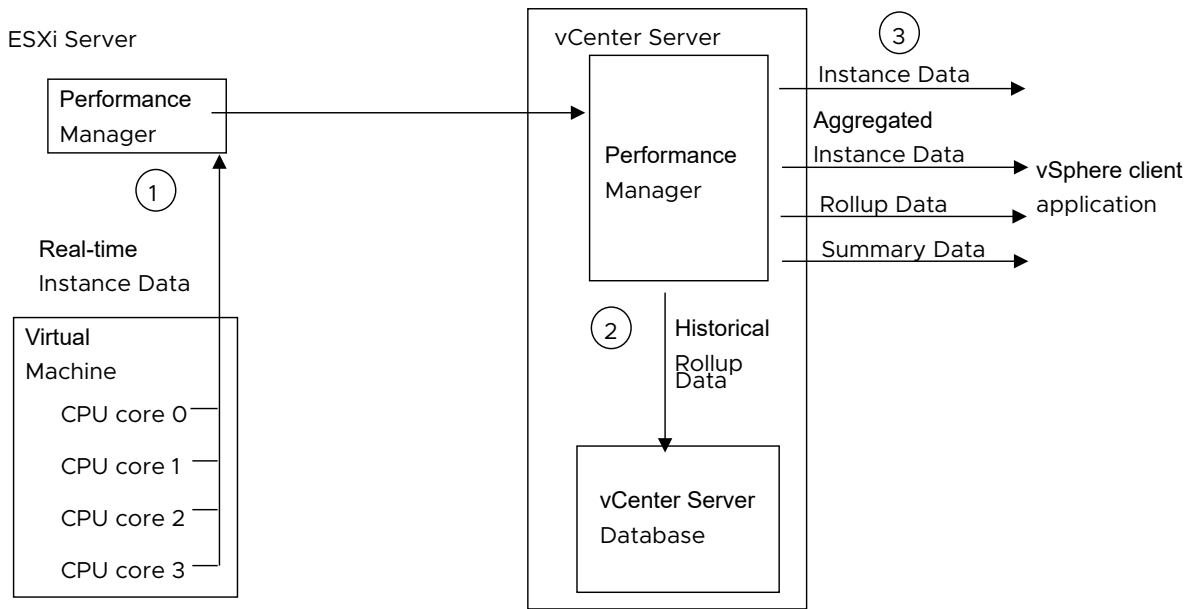 ESXi Server
Performance
Manager
1
Real-time
Instance Data
Virtual
Machine
CPU core 0
CPU core 1
CPU core 2
CPU core 3
vCenter Server
Performance
Manager
2
Historical
Rollup
Data
vCenter Server
Database
3
Instance Data
Aggregated
Instance Data
Rollup Data
Summary Data
vSphere client
application